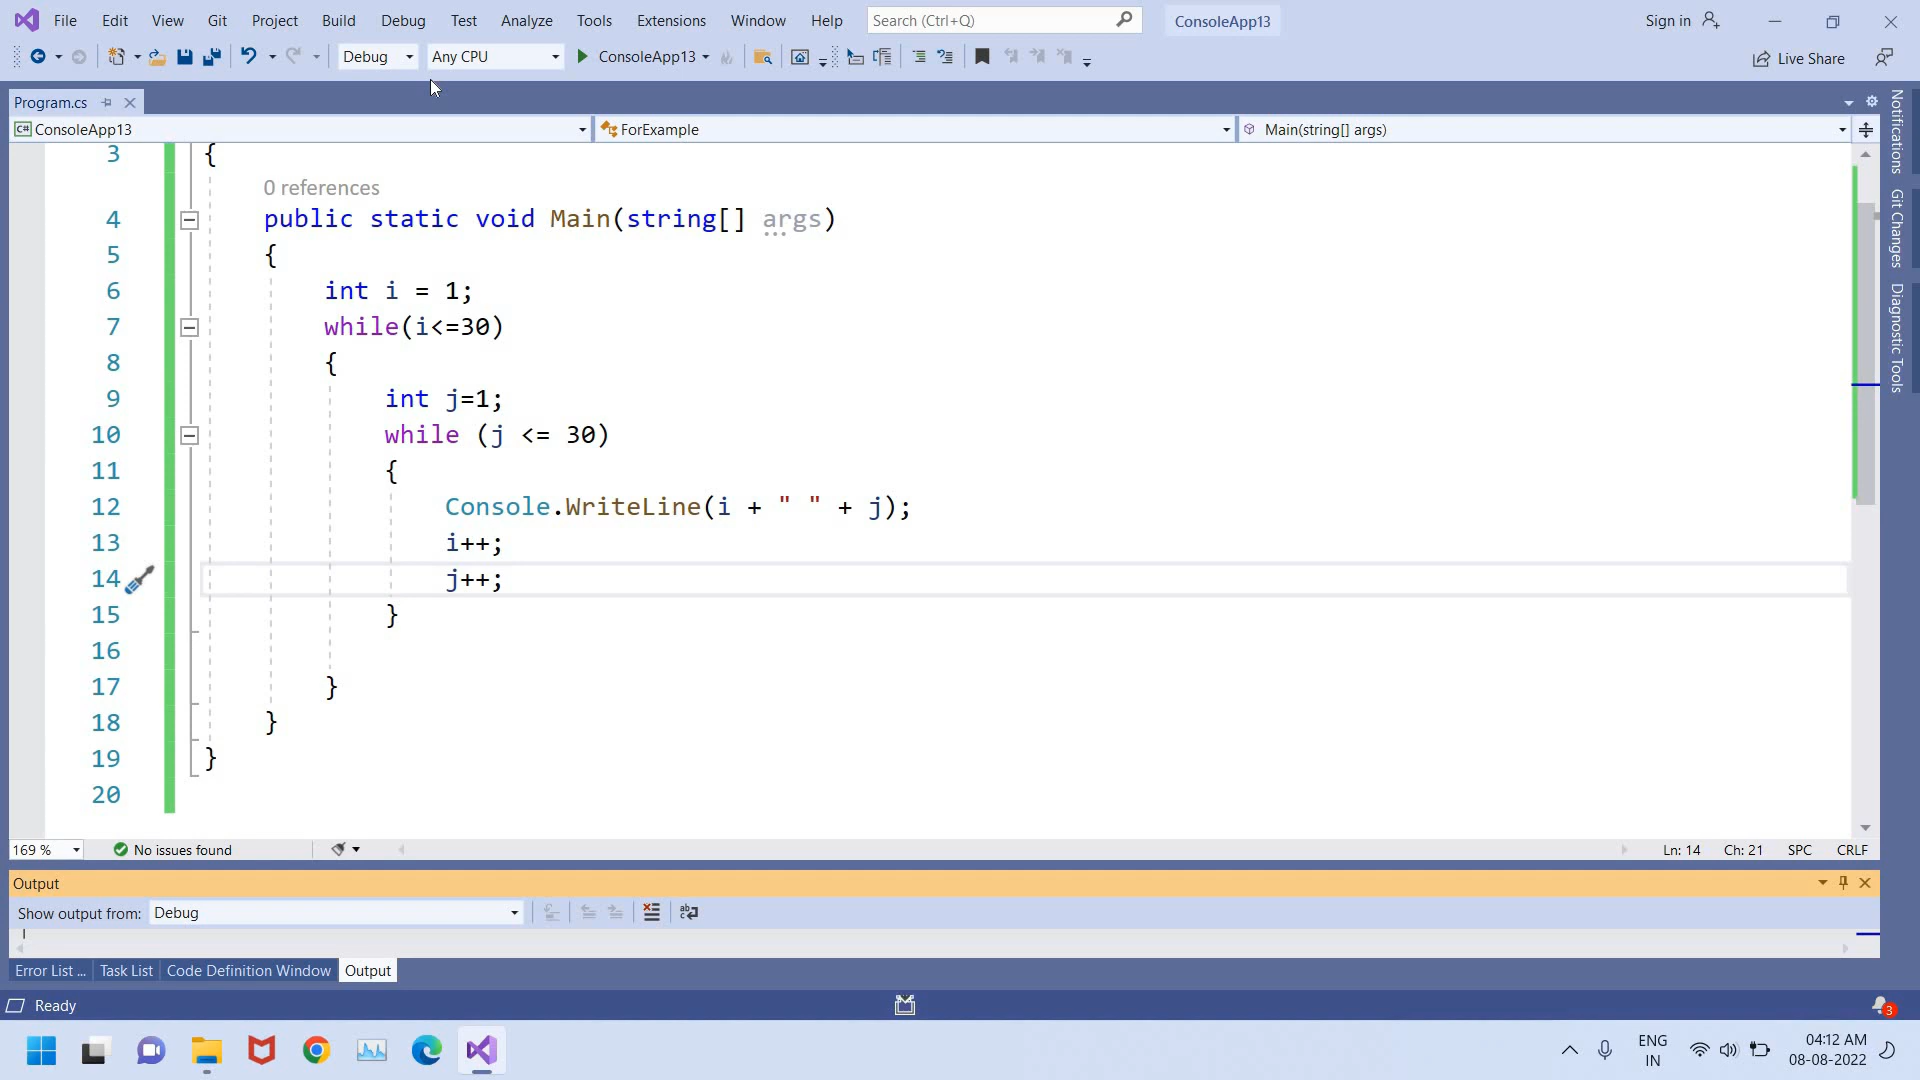 File Edit View Git Project Build Debug Test Analyze Tools Extensions Window Help Search (Ctrl+Q) ConsoleApp13 Sign in
Debug Any CPU ConsoleApp13 Live Share
Program.cs
C# ConsoleApp13 ForExample Main(string[] args)
3 {
0 references
4 public static void Main(string[] args)
5 {
6 int i = 1;
7 while(i<=30)
8 {
9 int j=1;
10 while (j <= 30)
11 {
12 Console.WriteLine(i + " " + j);
13 i++;
14 j++;
15 }
16
17 }
18 }
19 }
20
Notifications
Git Changes
Diagnostic Tools
169 % No issues found Ln: 14 Ch: 21 SPC CRLF
Output
Show output from: Debug
Error List ... Task List Code Definition Window Output
Ready 3
ENG
IN
04:12 AM
08-08-2022